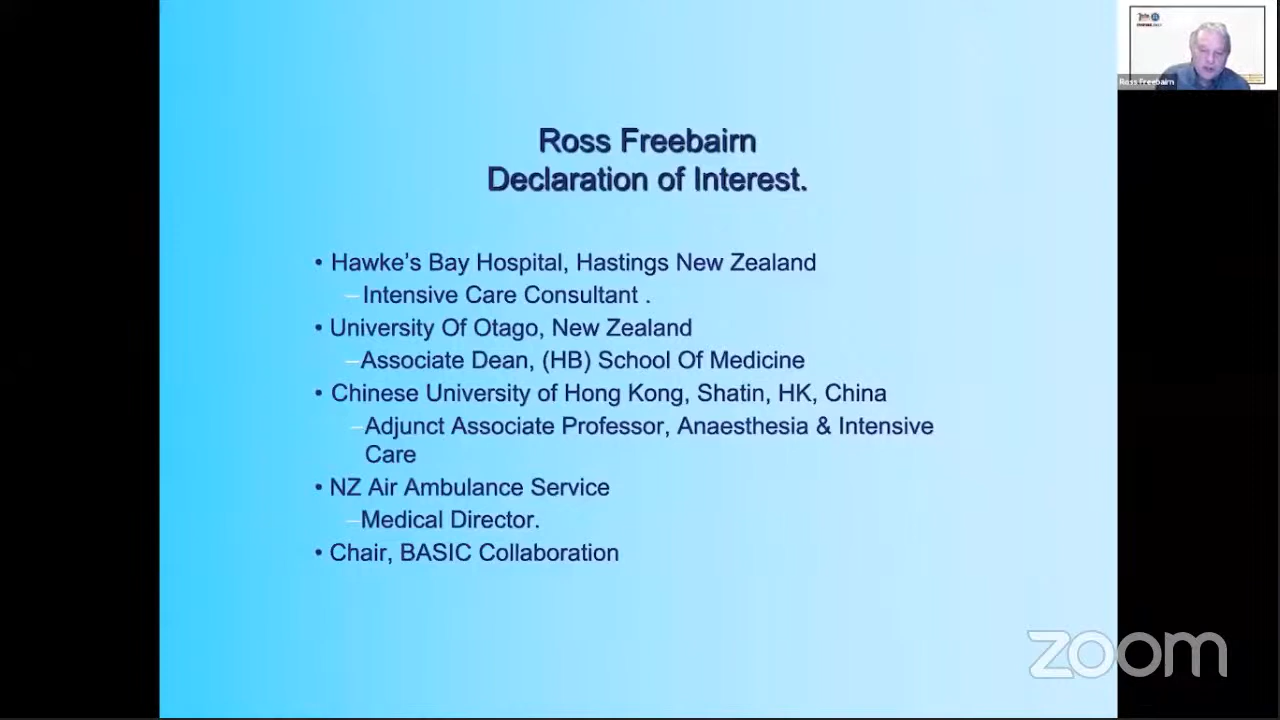 Ross Freebairn
Declaration of Interest.
• Hawke's Bay Hospital, Hastings New Zealand
–Intensive Care Consultant .
• University Of Otago, New Zealand
–Associate Dean, (HB) School Of Medicine
• Chinese University of Hong Kong, Shatin, HK, China
–Adjunct Associate Professor, Anaesthesia & Intensive
Care
• NZ Air Ambulance Service
–Medical Director.
• Chair, BASIC Collaboration
Ross Freebairn
zoom